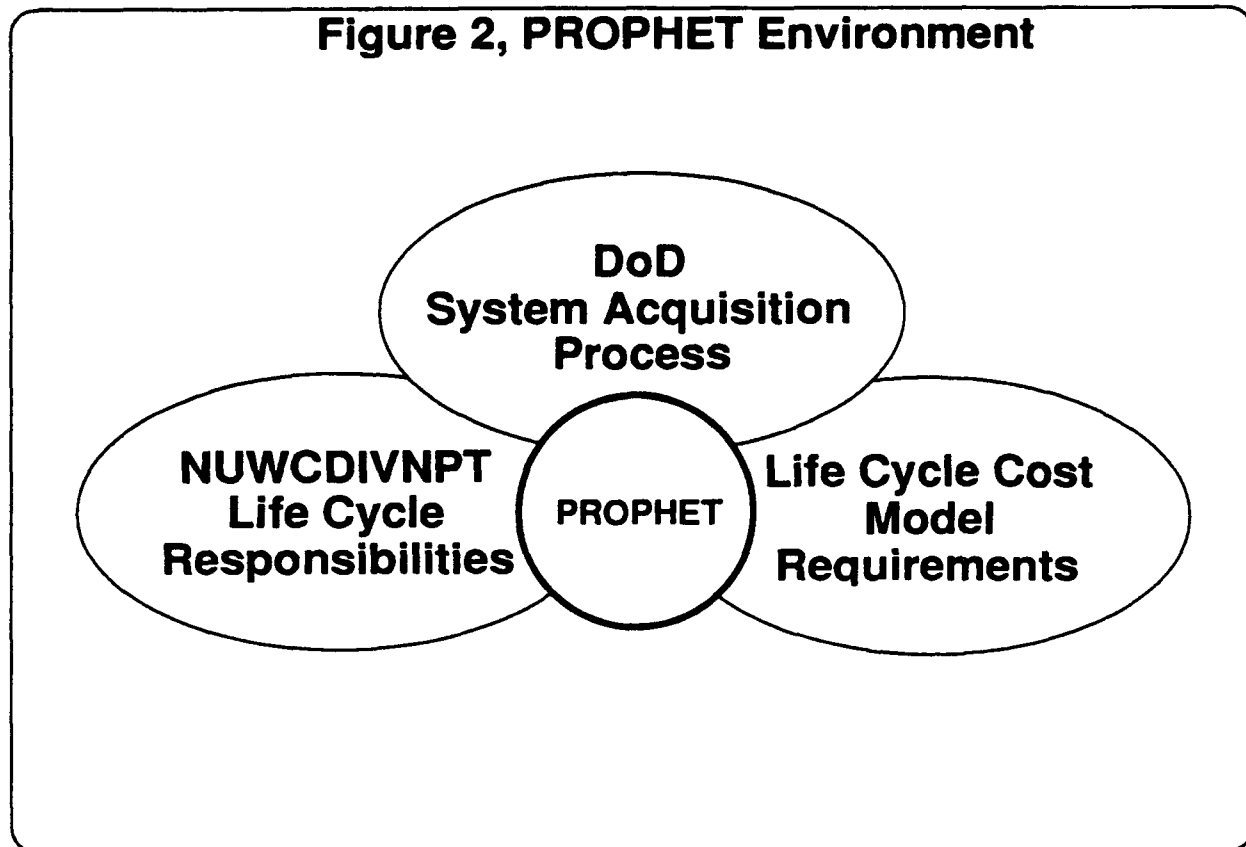 Figure 2, PROPHET Environment
DoD
System Acquisition
Process
NUWCDIVNPT
Life Cycle
Responsibilities
PROPHET
Life Cycle Cost
Model
Requirements